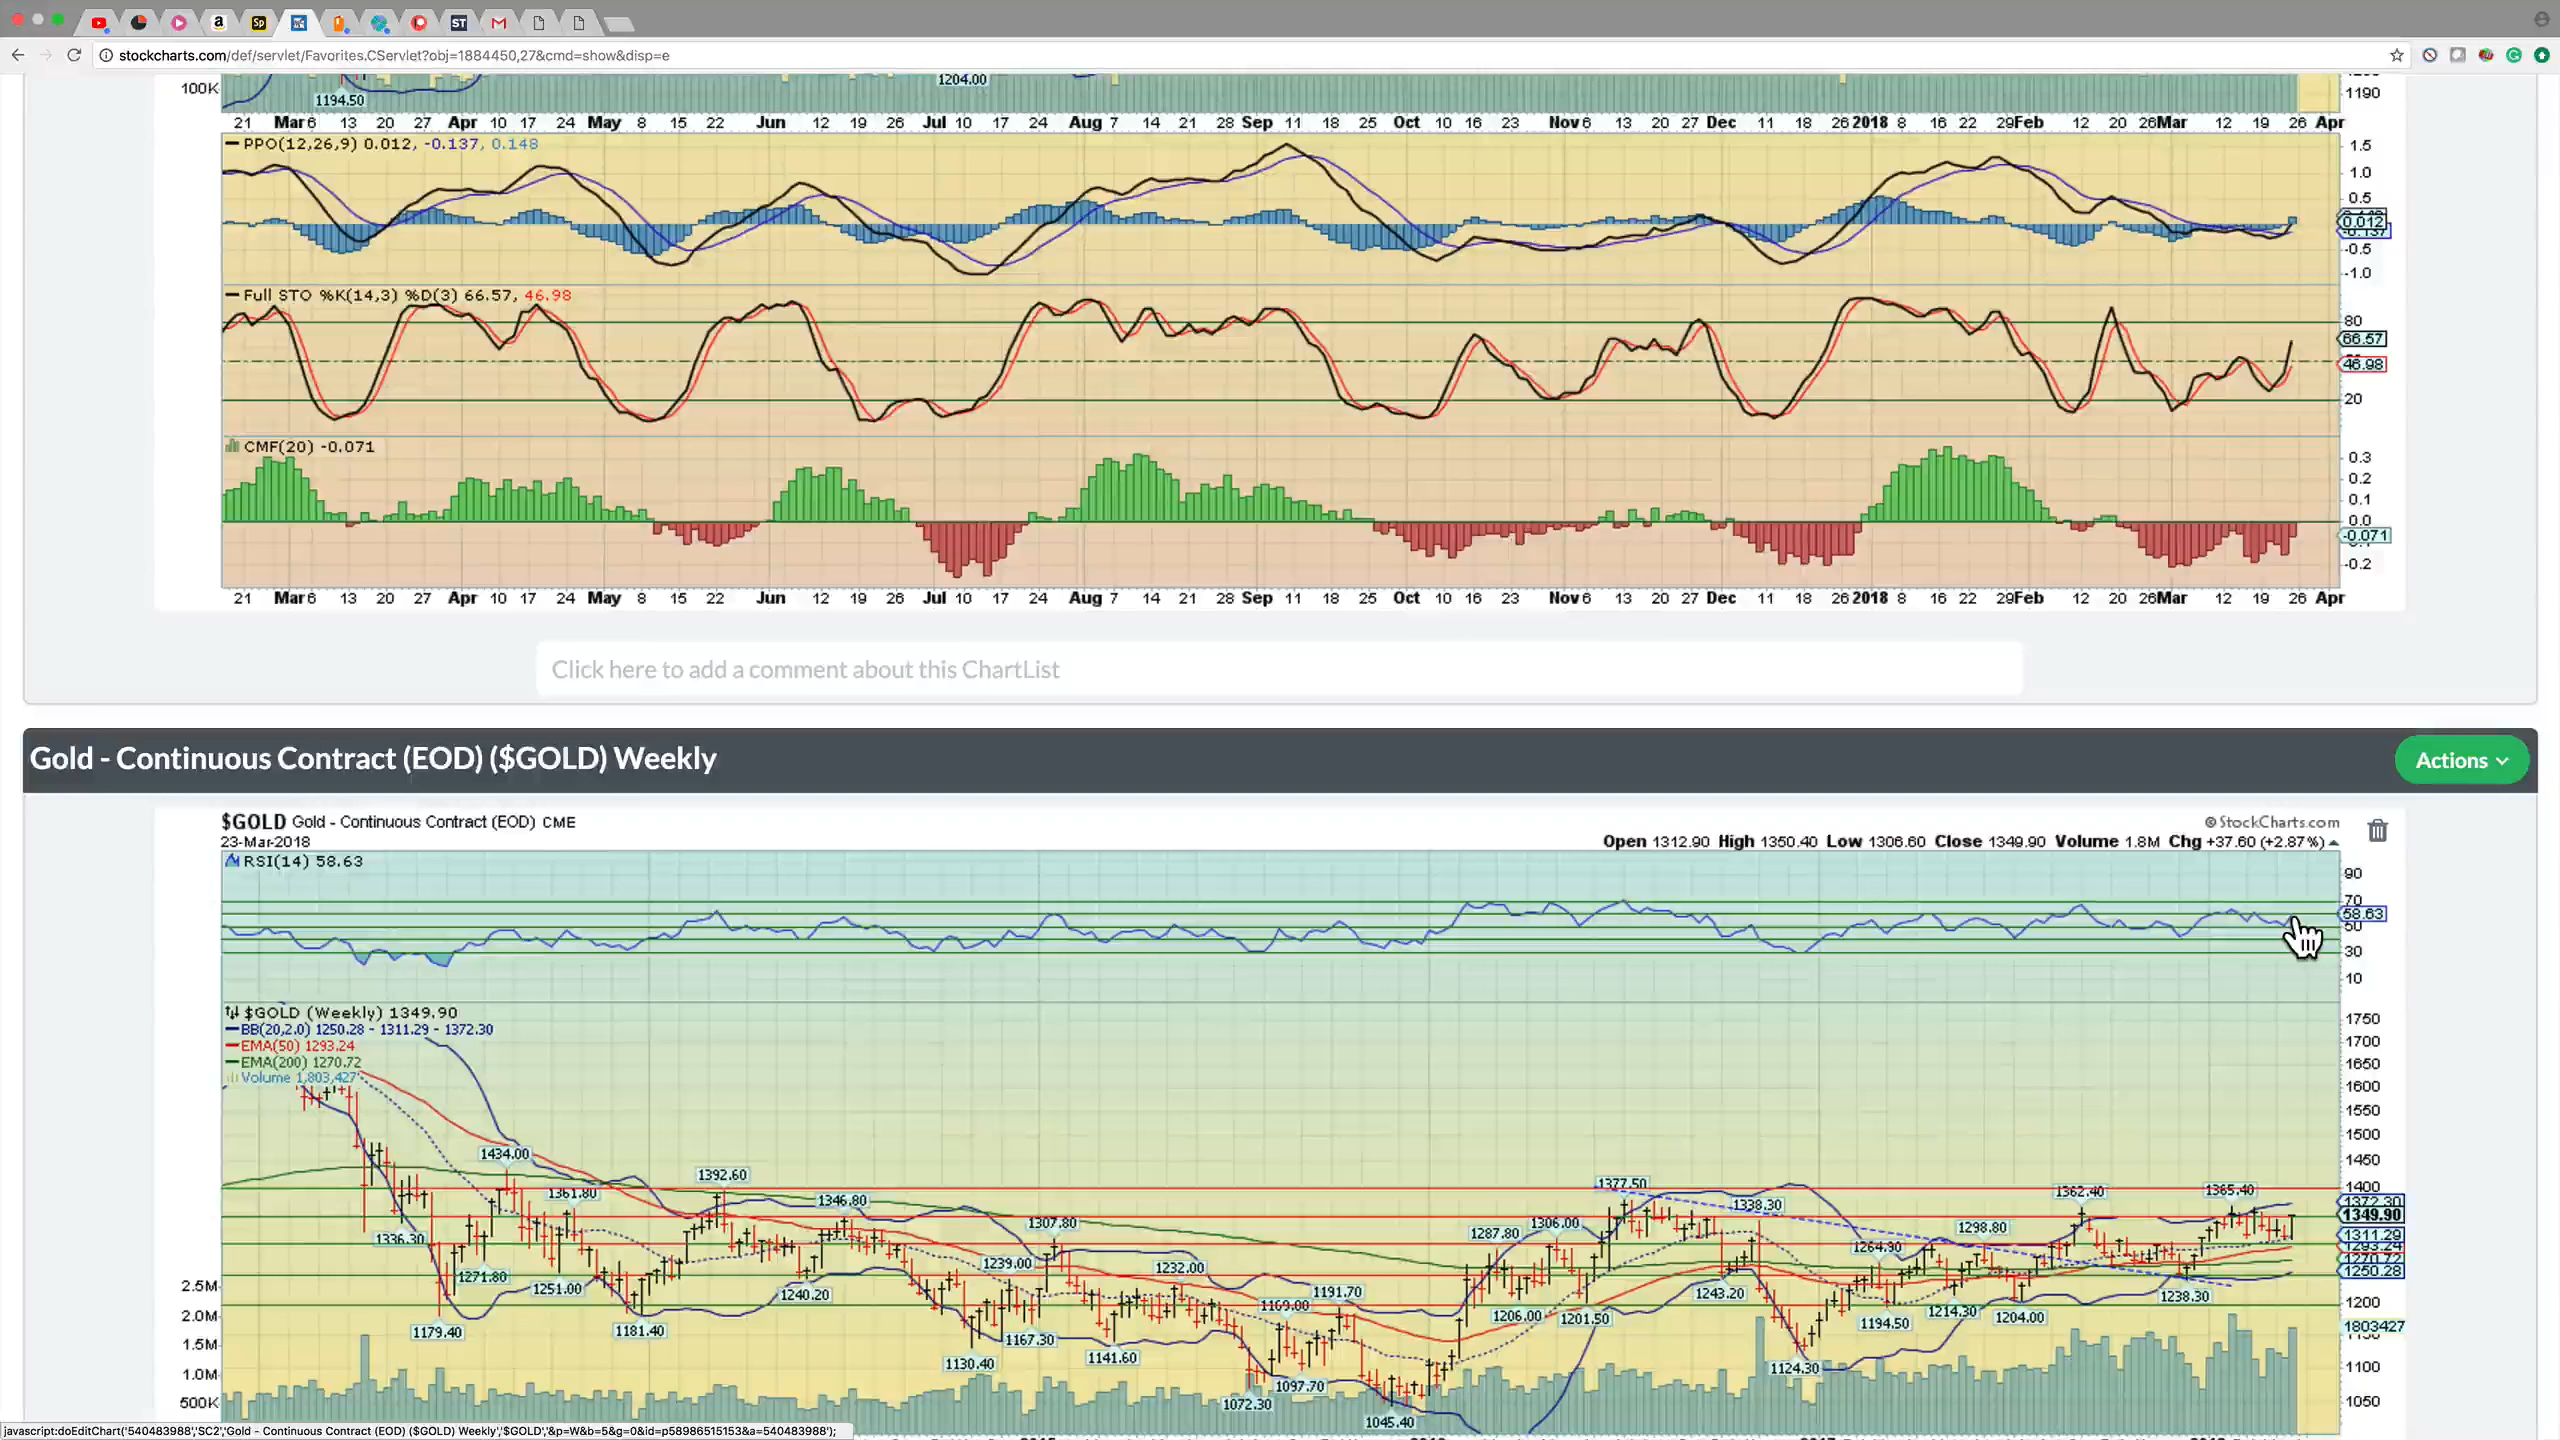 a
Sp
ST
stockcharts.com/def/servlet/Favorites.CServlet?obj=1884450,27&cmd=show&disp=e
100K
1194.50
1204.00
1190
21 Mar 6 13 20 27 Apr 10 17 24 May 8 15 22 Jun 12 19 26 Jul 10 17 24 Aug 7 14 21 28 Sep 11 18 25 Oct 10 16 23 Nov 6 13 20 27 Dec 11 18 26 2018 8 16 22 29 Feb 12 20 26 Mar 12 19 26 Apr
PPO(12,26,9) 0.012, -0.137, 0.148
1.5
1.0
0.5
0.012
-0.137
-0.5
-1.0
Full STO %K(14,3) %D(3) 66.57, 46.98
80
66.57
46.98
20
CMF(20) -0.071
0.3
0.2
0.1
0.0
-0.071
-0.2
21 Mar 6 13 20 27 Apr 10 17 24 May 8 15 22 Jun 12 19 26 Jul 10 17 24 Aug 7 14 21 28 Sep 11 18 25 Oct 10 16 23 Nov 6 13 20 27 Dec 11 18 26 2018 8 16 22 29 Feb 12 20 26 Mar 12 19 26 Apr
Click here to add a comment about this ChartList
Gold - Continuous Contract (EOD) ($GOLD) Weekly
Actions
$GOLD Gold - Continuous Contract (EOD) CME
© StockCharts.com
23-Mar-2018
Open 1312.90 High 1350.40 Low 1306.60 Close 1349.90 Volume 1.8M Chg +37.60 (+2.87%)
RSI(14) 58.63
90
70
58.63
50
30
10
$GOLD (Weekly) 1349.90
BB(20,2.0) 1250.28 - 1311.29 - 1372.30
EMA(50) 1293.24
EMA(200) 1270.72
Volume 1,803,427
1750
1700
1650
1600
1550
1500
1450
1400
1372.30
1349.90
1311.29
1293.24
1270.72
1250.28
1200
1803427
1100
1050
1434.00
1392.60
1361.80
1346.80
1377.50
1362.40
1365.40
1338.30
1307.80
1336.30
1287.80
1306.00
1298.80
1264.90
1271.80
1251.00
1240.20
1239.00
1232.00
1243.20
1238.30
1179.40
1181.40
1167.30
1169.00
1191.70
1206.00
1201.50
1194.50
1214.30
1204.00
1130.40
1141.60
1124.30
1097.70
1072.30
1045.40
2.5M
2.0M
1.5M
1.0M
500K
javascript:doEditChart('540483988','SC2','Gold - Continuous Contract (EOD) ($GOLD) Weekly','$GOLD','&p=W&b=5&g=0&id=p58986515153&a=540483988');